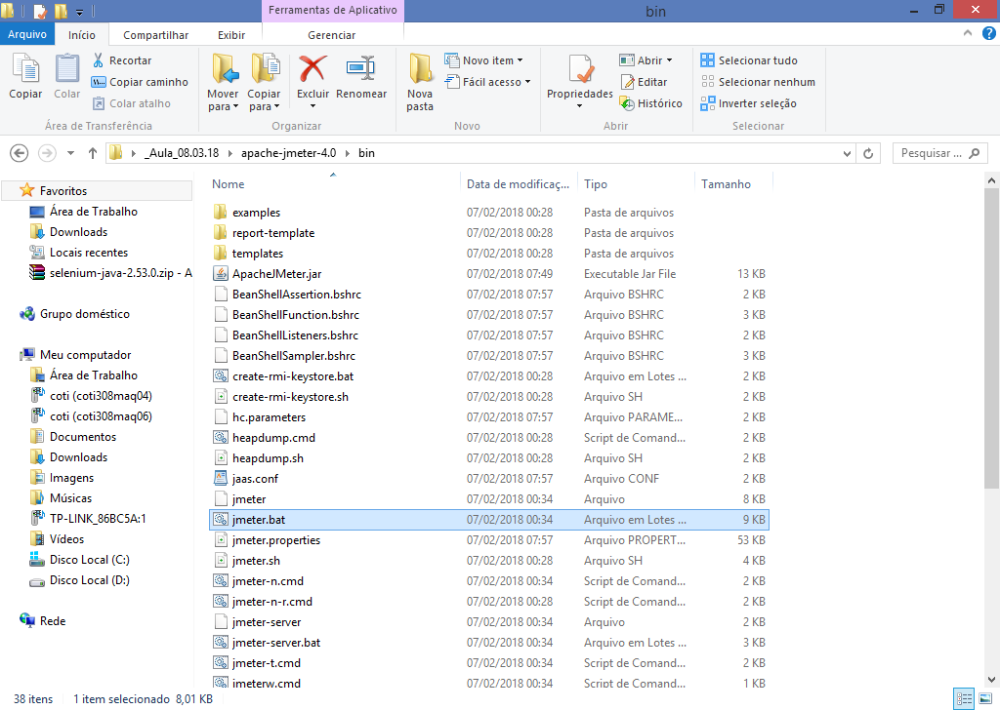 Ferramentas de Aplicativo
bin
Arquivo
Início
Compartilhar
Exibir
Gerenciar
Copiar
Colar
Recortar
Copiar caminho
Colar atalho
Área de Transferência
Mover para
Copiar para
Excluir
Renomear
Organizar
Nova pasta
Novo item
Fácil acesso
Novo
Propriedades
Abrir
Editar
Histórico
Abrir
Selecionar tudo
Selecionar nenhum
Inverter seleção
Selecionar
_Aula_08.03.18 apache-jmeter-4.0 bin
Pesquisar ...
Favoritos
Área de Trabalho
Downloads
Locais recentes
selenium-java-2.53.0.zip - A
Grupo doméstico
Meu computador
Área de Trabalho
coti (coti308maq04)
coti (coti308maq06)
Documentos
Downloads
Imagens
Músicas
TP-LINK_86BC5A:1
Vídeos
Disco Local (C:)
Disco Local (D:)
Rede
Nome Data de modificaç... Tipo Tamanho
examples 07/02/2018 00:28 Pasta de arquivos
report-template 07/02/2018 00:28 Pasta de arquivos
templates 07/02/2018 00:28 Pasta de arquivos
ApacheJMeter.jar 07/02/2018 07:49 Executable Jar File 13 KB
BeanShellAssertion.bshrc 07/02/2018 07:57 Arquivo BSHRC 2 KB
BeanShellFunction.bshrc 07/02/2018 07:57 Arquivo BSHRC 3 KB
BeanShellListeners.bshrc 07/02/2018 07:57 Arquivo BSHRC 2 KB
BeanShellSampler.bshrc 07/02/2018 07:57 Arquivo BSHRC 3 KB
create-rmi-keystore.bat 07/02/2018 00:28 Arquivo em Lotes ... 2 KB
create-rmi-keystore.sh 07/02/2018 00:28 Arquivo SH 2 KB
hc.parameters 07/02/2018 07:57 Arquivo PARAME... 2 KB
heapdump.cmd 07/02/2018 00:28 Script de Comand... 2 KB
heapdump.sh 07/02/2018 00:28 Arquivo SH 2 KB
jaas.conf 07/02/2018 07:57 Arquivo CONF 2 KB
jmeter 07/02/2018 00:34 Arquivo 8 KB
jmeter.bat 07/02/2018 00:34 Arquivo em Lotes ... 9 KB
jmeter.properties 07/02/2018 07:57 Arquivo PROPERT... 53 KB
jmeter.sh 07/02/2018 00:28 Arquivo SH 4 KB
jmeter-n.cmd 07/02/2018 00:34 Script de Comand... 2 KB
jmeter-n-r.cmd 07/02/2018 00:28 Script de Comand... 2 KB
jmeter-server 07/02/2018 00:34 Arquivo 2 KB
jmeter-server.bat 07/02/2018 00:34 Arquivo em Lotes ... 3 KB
jmeter-t.cmd 07/02/2018 00:34 Script de Comand... 2 KB
jmeterw.cmd 07/02/2018 00:34 Script de Comand... 1 KB
38 itens 1 item selecionado 8,01 KB